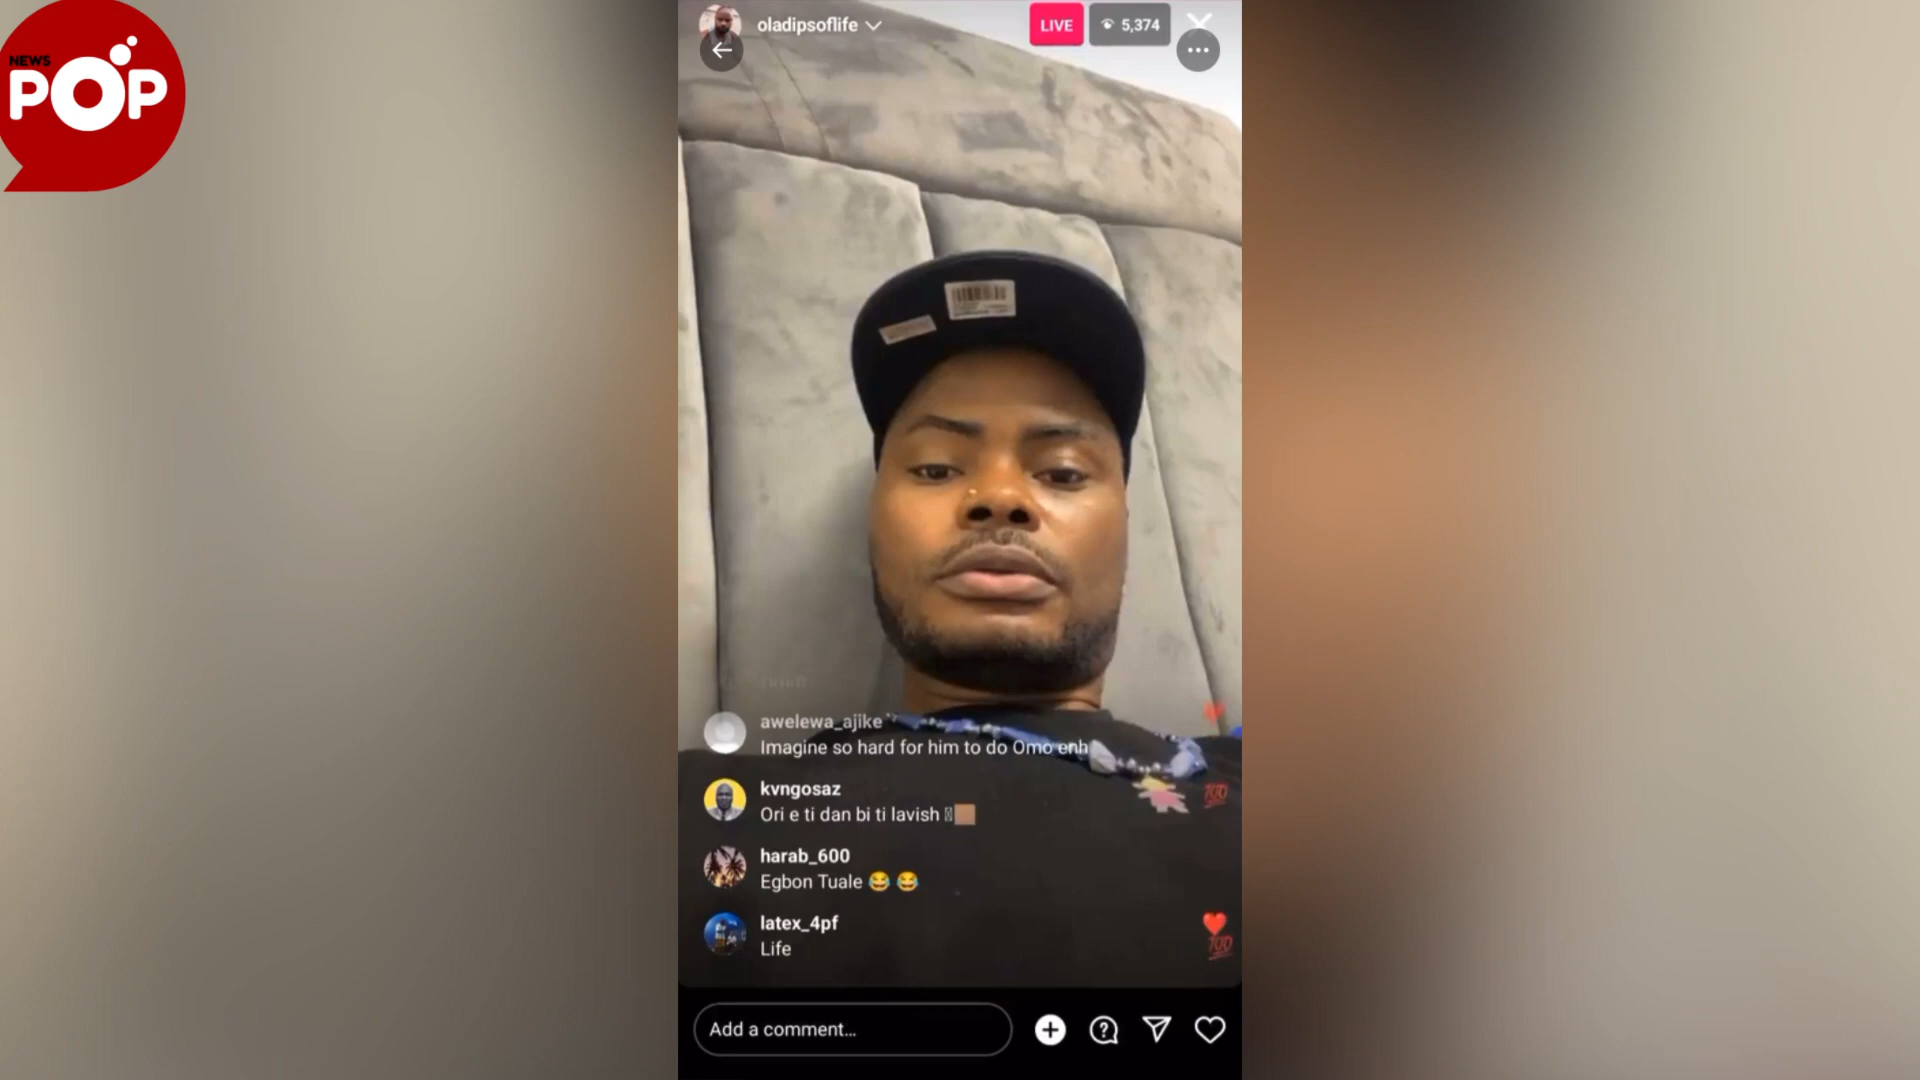 NEWS
POP
oladipsoflife
LIVE
5,374
awelewa_ajike
Imagine so hard for him to do Omo enh
kvngosaz
Ori e ti dan bi ti lavish
harab_600
Egbon Tuale 😂 😂
latex_4pf
Life
💯
💯
Add a comment...